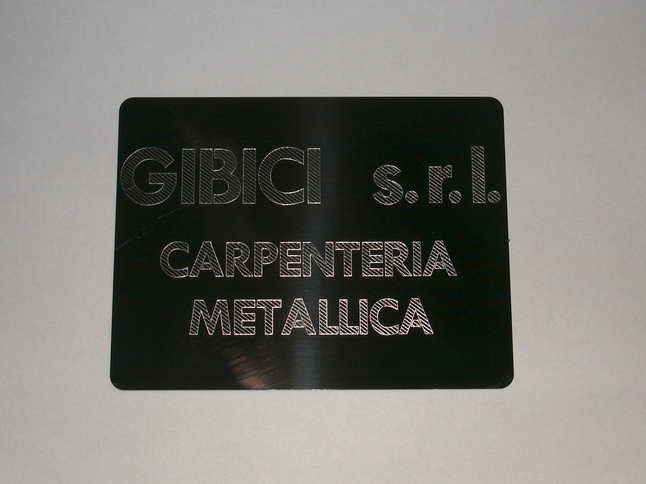 GIBICI s.r.l.
CARPENTERIA
METALLICA